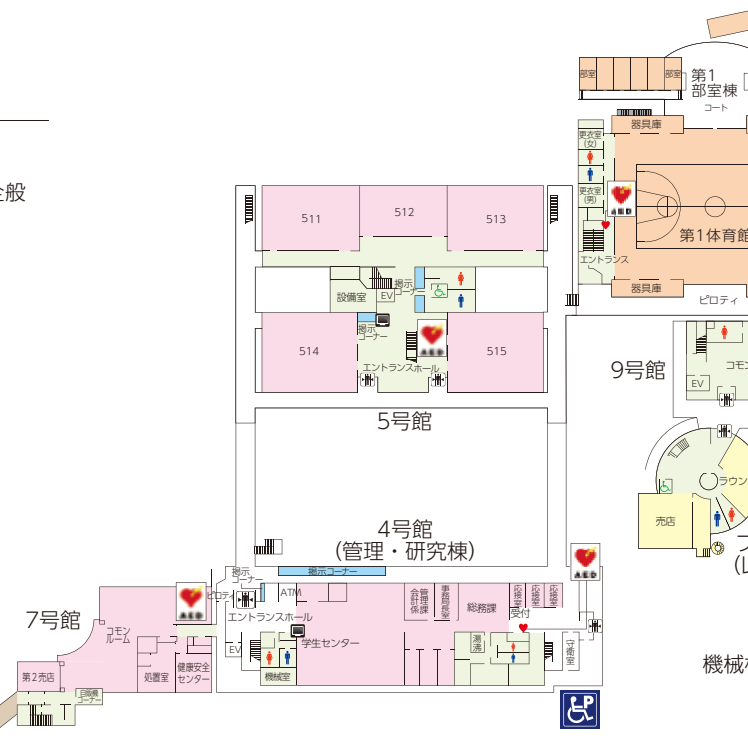 部室
部室
第1
部室棟
コート
器具庫
更衣室
(女)
全般
更衣室
(男)
AED
511
512
513
第1体育館
エントランス
掲示
コーナー
設備室
EV
器具庫
ピロティ
掲示
コーナー
AED
514
515
エントランスホール
9号館
コモン
EV
5号館
ラウン
売店
4号館
(管理・研究棟)
AED
掲示
コーナー
掲示コーナー
AED
ピロティ
ATM
会計係
管理課
事務局長室
総務課
応接室
応接室
応接室
受付
エントランスホール
7号館
コモン
ルーム
学生センター
湯沸
守衛室
EV
第2売店
処置室
健康安全
センター
機械室
自販機
コーナー
機械
P